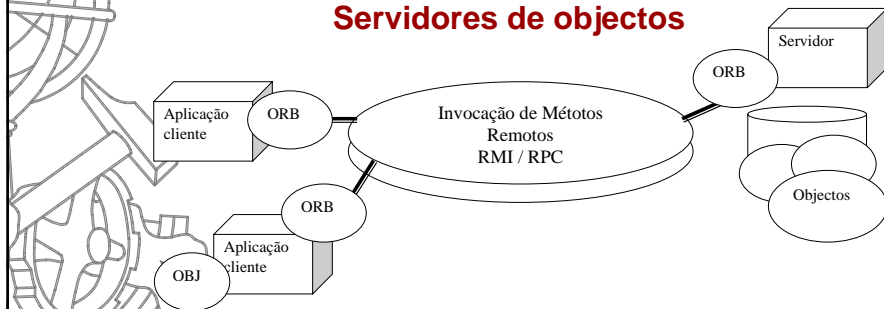 Servidores de objectos
Servidor
ORB
Aplicação
cliente
ORB
Invocação de Métotos
Remotos
RMI / RPC
Objectos
ORB
Aplicação
cliente
OBJ